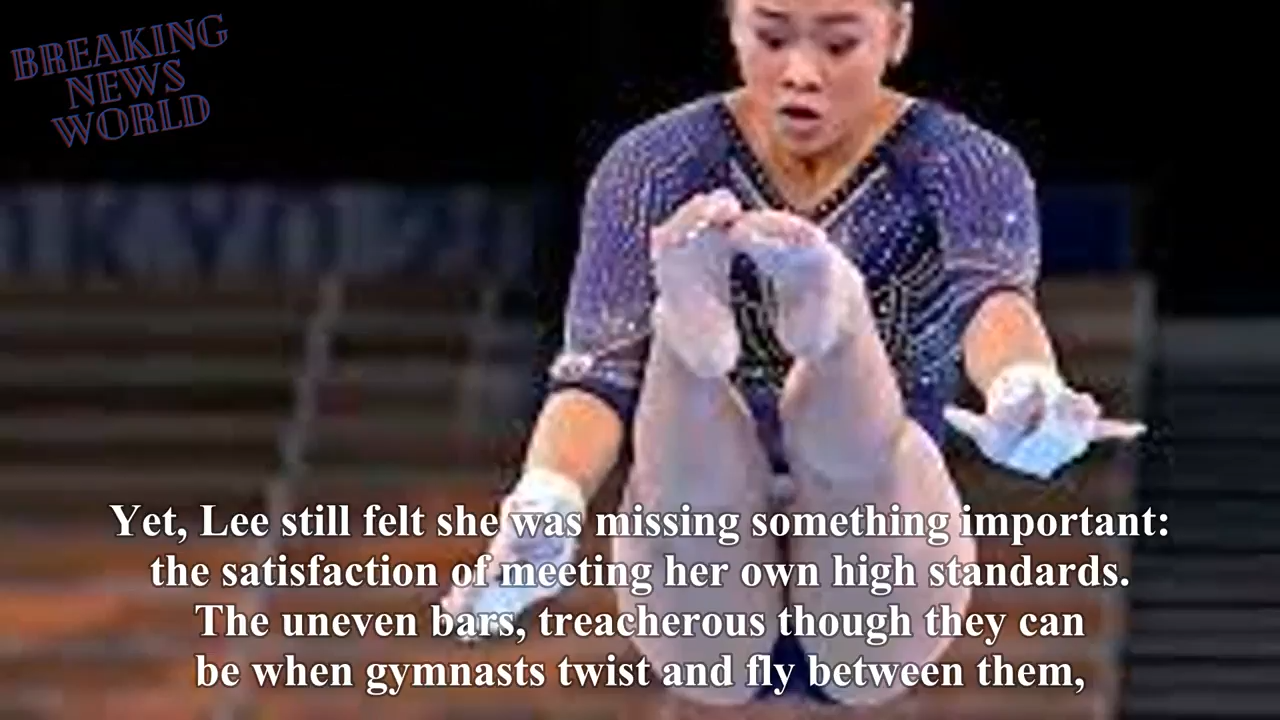 BREAKING
NEWS
WORLD
Yet, Lee still felt she was missing something important:
the satisfaction of meeting her own high standards.
The uneven bars, treacherous though they can
be when gymnasts twist and fly between them,